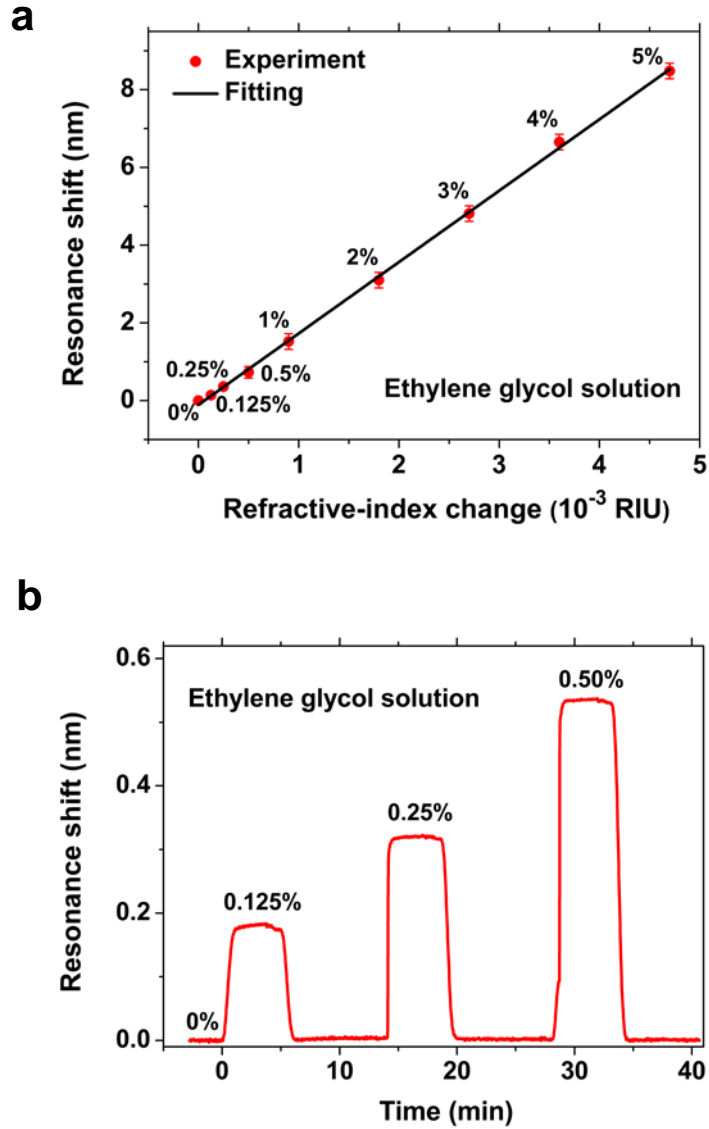 a
Experiment
Fitting
5%
4%
3%
2%
1%
0.25%
0.5%
0.125%
0%
Ethylene glycol solution
Resonance shift (nm)
8
6
4
2
0
0 1 2 3 4 5
Refractive-index change (10⁻³ RIU)
b
Ethylene glycol solution
0.50%
0.25%
0.125%
0%
Resonance shift (nm)
0.6
0.4
0.2
0.0
0 10 20 30 40
Time (min)